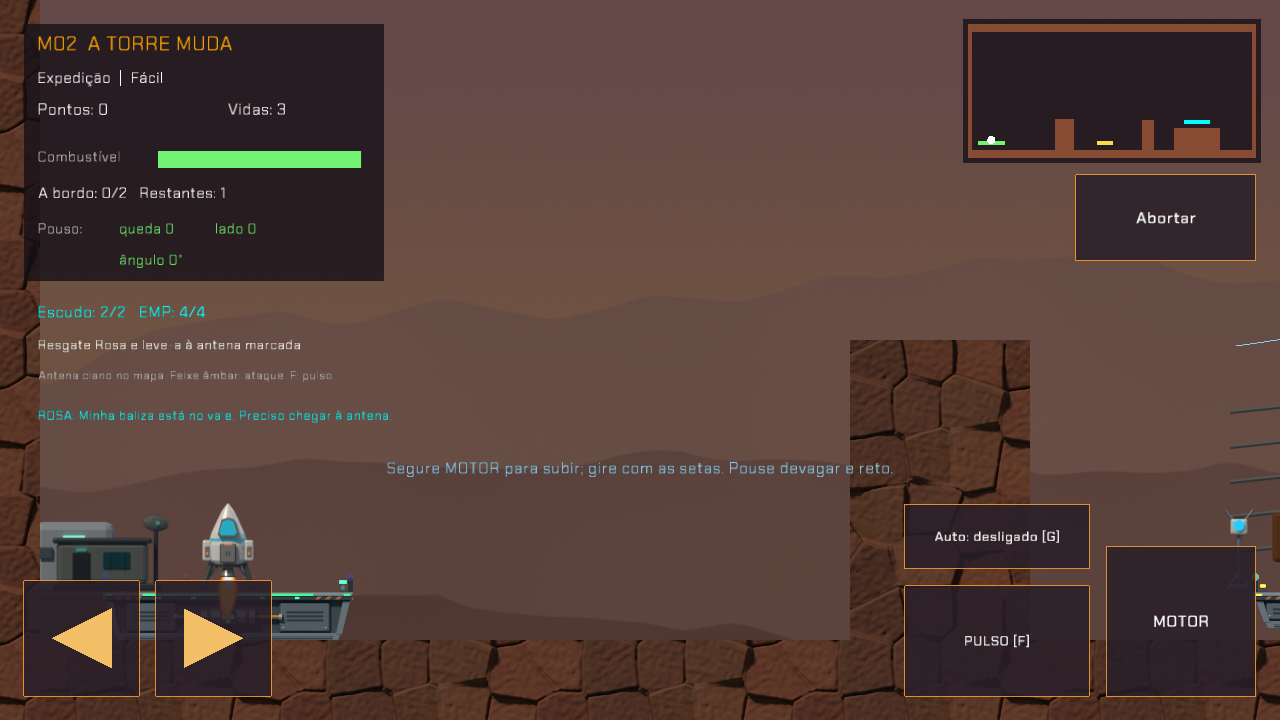 M02 A TORRE MUDA
Expedição | Fácil
Pontos: 0 Vidas: 3
Combustível
A bordo: 0/2 Restantes: 1
Pouso: queda 0 lado 0
ângulo 0°
Abortar
Escudo: 2/2 EMP: 4/4
Resgate Rosa e leve-a à antena marcada
Antena ciano no mapa. Feixe âmbar: ataque. F: pulso.
ROSA: Minha baliza está no vale. Preciso chegar à antena.
Segure MOTOR para subir; gire com as setas. Pouse devagar e reto.
Auto: desligado [G]
PULSO [F]
MOTOR